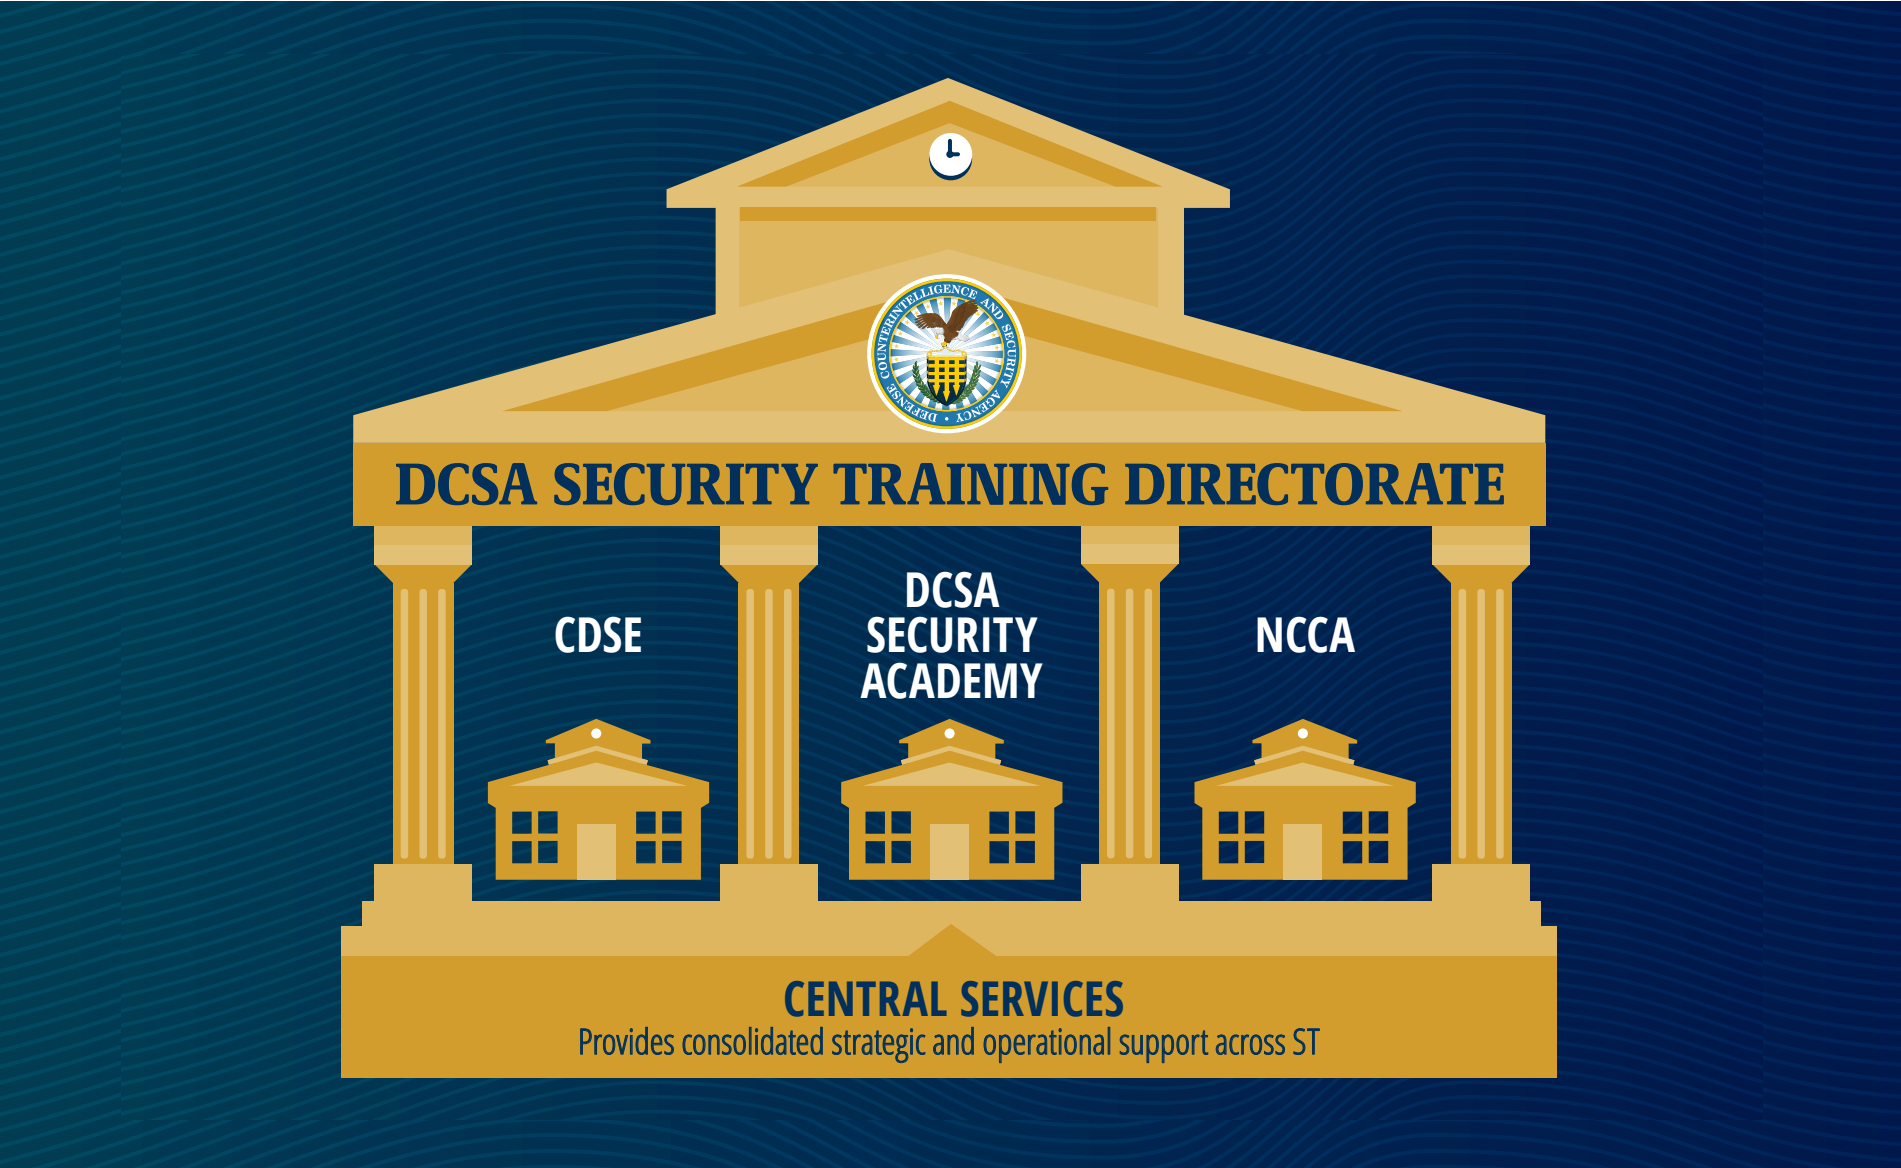 DEFENSE COUNTERINTELLIGENCE AND SECURITY AGENCY
DCSA SECURITY TRAINING DIRECTORATE
CDSE
DCSA
SECURITY
ACADEMY
NCCA
CENTRAL SERVICES
Provides consolidated strategic and operational support across ST